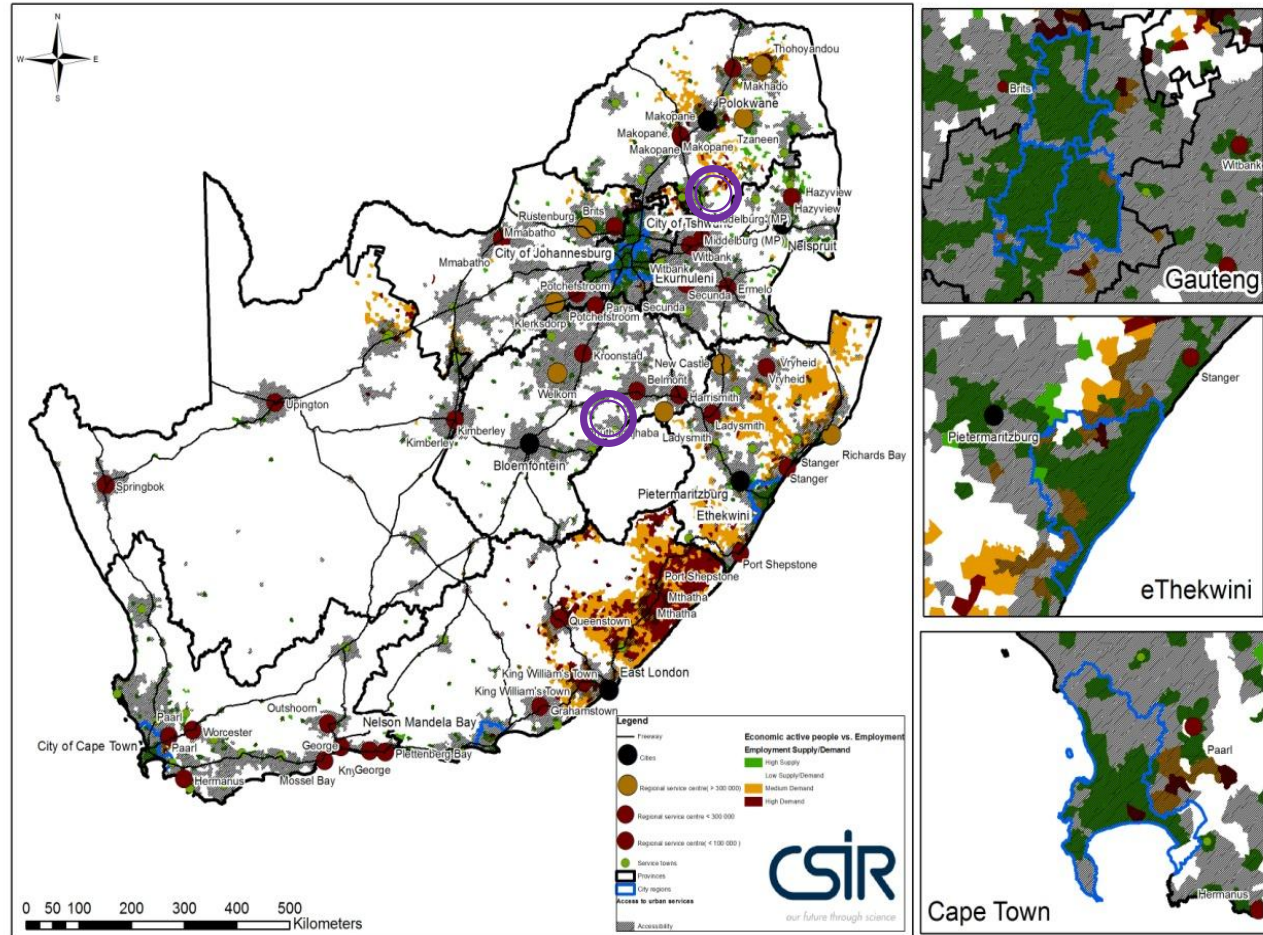 N
W
E
S
Thohoyandou
Makhado
Polokwane
Makopane
Makopane.
Tzaneen
Makopane
Makopane
Hazyview
Hazyview
Rustenburg
Brits
City of Tshwane
Middelburg (MP)
Mmabatho
Nelspruit
City of Johannesburg
Witbank
Mmabatho
Witbank
Ekurhuleni
Ermelo
Potchefstroom
Secunda
Parys
Secunda
Potchefstroom
Klerksdorp
Kroonstad
New Castle
Vryheid
Vryheid
Belmont
Welkom
Harrismith
Upington
Kimberley
Kimberley
Ladysmith
Ladysmith
Bloemfontein
Richards Bay
Stanger
Stanger
Springbok
Pietermaritzburg
Ethekwini
Port Shepstone
Port Shepstone
Mthatha
Mthatha
Queenstown
East London
King William's Town
King William's Town
Grahamstown
Outshoorn
Nelson Mandela Bay
Paarl
Worcester
City of Cape Town
Paarl
George
Plettenberg Bay
George
Hermanus
Mossel Bay
Legend
Freeway
Cities
Regional service centre( > 300 000)
Regional service centre < 300 000
Regional service centre( < 100 000 )
Service towns
Provinces
City regions
Access to urban services
Accessibility
Economic active people vs. Employment
Employment Supply/Demand
High Supply
Low Supply/Demand
Medium Demand
High Demand
CSIR
our future through science
0 50 100 200 300 400 500
Kilometers
Brits
Witbank
Gauteng
Stanger
Pietermaritzburg
eThekwini
Paarl
Hermanus
Cape Town